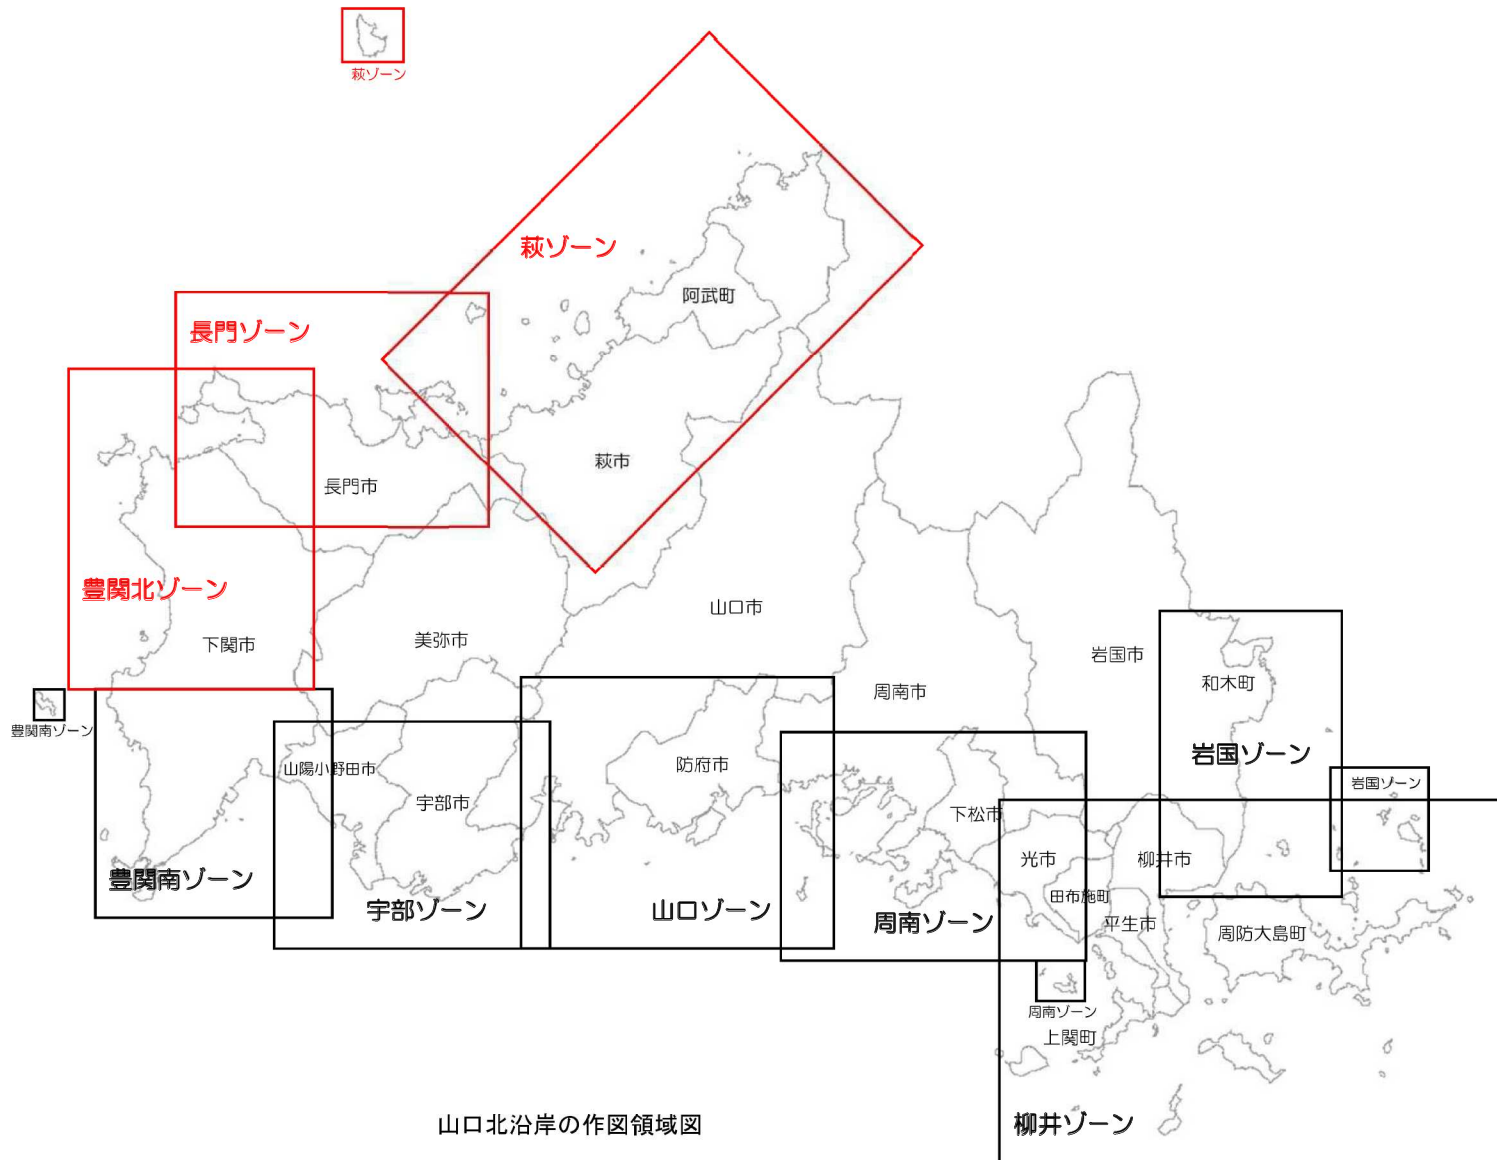 萩ゾーン
萩ゾーン
阿武町
長門ゾーン
萩市
長門市
豊関北ゾーン
山口市
下関市
美弥市
岩国市
和木町
周南市
豊関南ゾーン
岩国ゾーン
防府市
山陽小野田市
岩国ゾーン
宇部市
下松市
光市
柳井市
豊関南ゾーン
田布施町
宇部ゾーン
山口ゾーン
周南ゾーン
平生市
周防大島町
周南ゾーン
上関町
山口北沿岸の作図領域図
柳井ゾーン